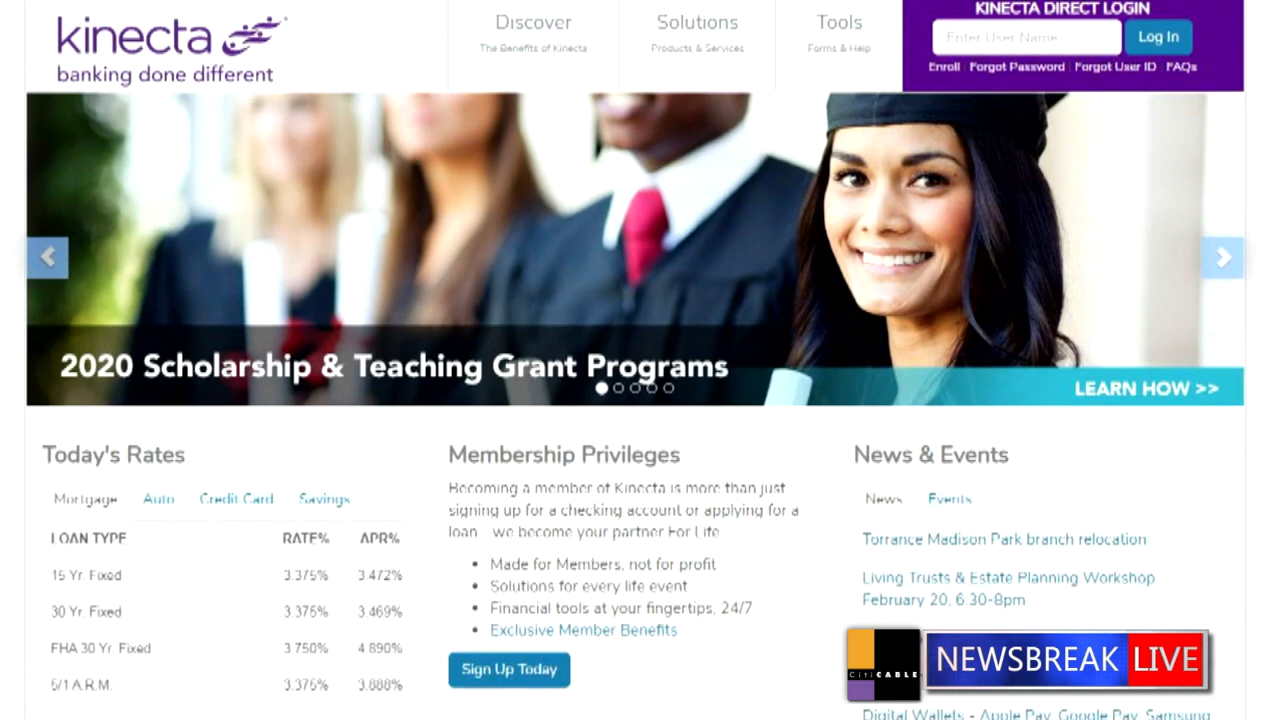 kinecta
banking done different
Discover
The Benefits of Kinecta
Solutions
Products & Services
Tools
Forms & Help
KINECTA DIRECT LOGIN
Enter User Name
Log In
Enroll | Forgot Password | Forgot User ID | FAQs
2020 Scholarship & Teaching Grant Programs
LEARN HOW >>
Today's Rates
Mortgage Auto Credit Card Savings
LOAN TYPE RATE% APR%
15 Yr. Fixed 3.375% 3.472%
30 Yr. Fixed 3.375% 3.469%
FHA 30 Yr. Fixed 3.750% 4.890%
5/1 A.R.M. 3.375% 3.888%
Membership Privileges
Becoming a member of Kinecta is more than just
signing up for a checking account or applying for a
loan - we become your partner For Life
• Made for Members, not for profit
• Solutions for every life event
• Financial tools at your fingertips, 24/7
• Exclusive Member Benefits
Sign Up Today
News & Events
News Events
Torrance Madison Park branch relocation
Living Trusts & Estate Planning Workshop
February 20, 6:30-8pm
CitiCABLE
NEWSBREAK LIVE
Digital Wallets - Apple Pay, Google Pay, Samsung